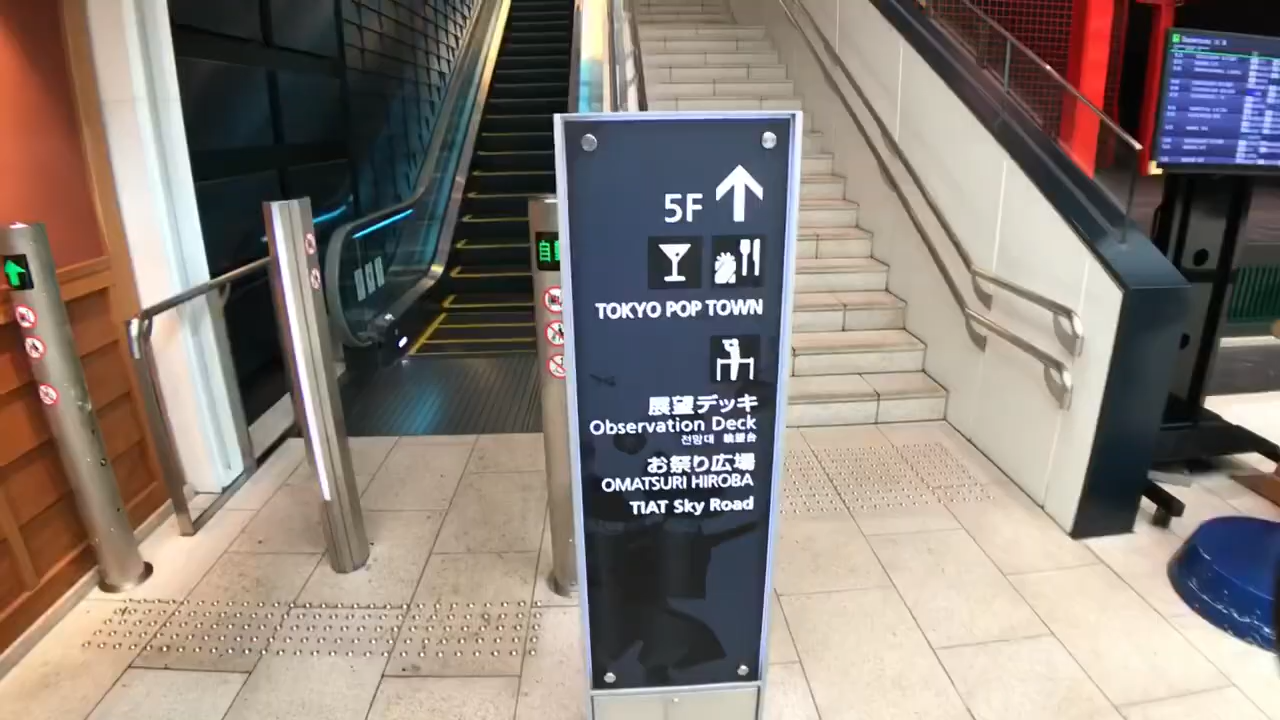 5F
TOKYO POP TOWN
展望デッキ
Observation Deck
전망대 眺望台
お祭り広場
OMATSURI HIROBA
TIAT Sky Road
自動